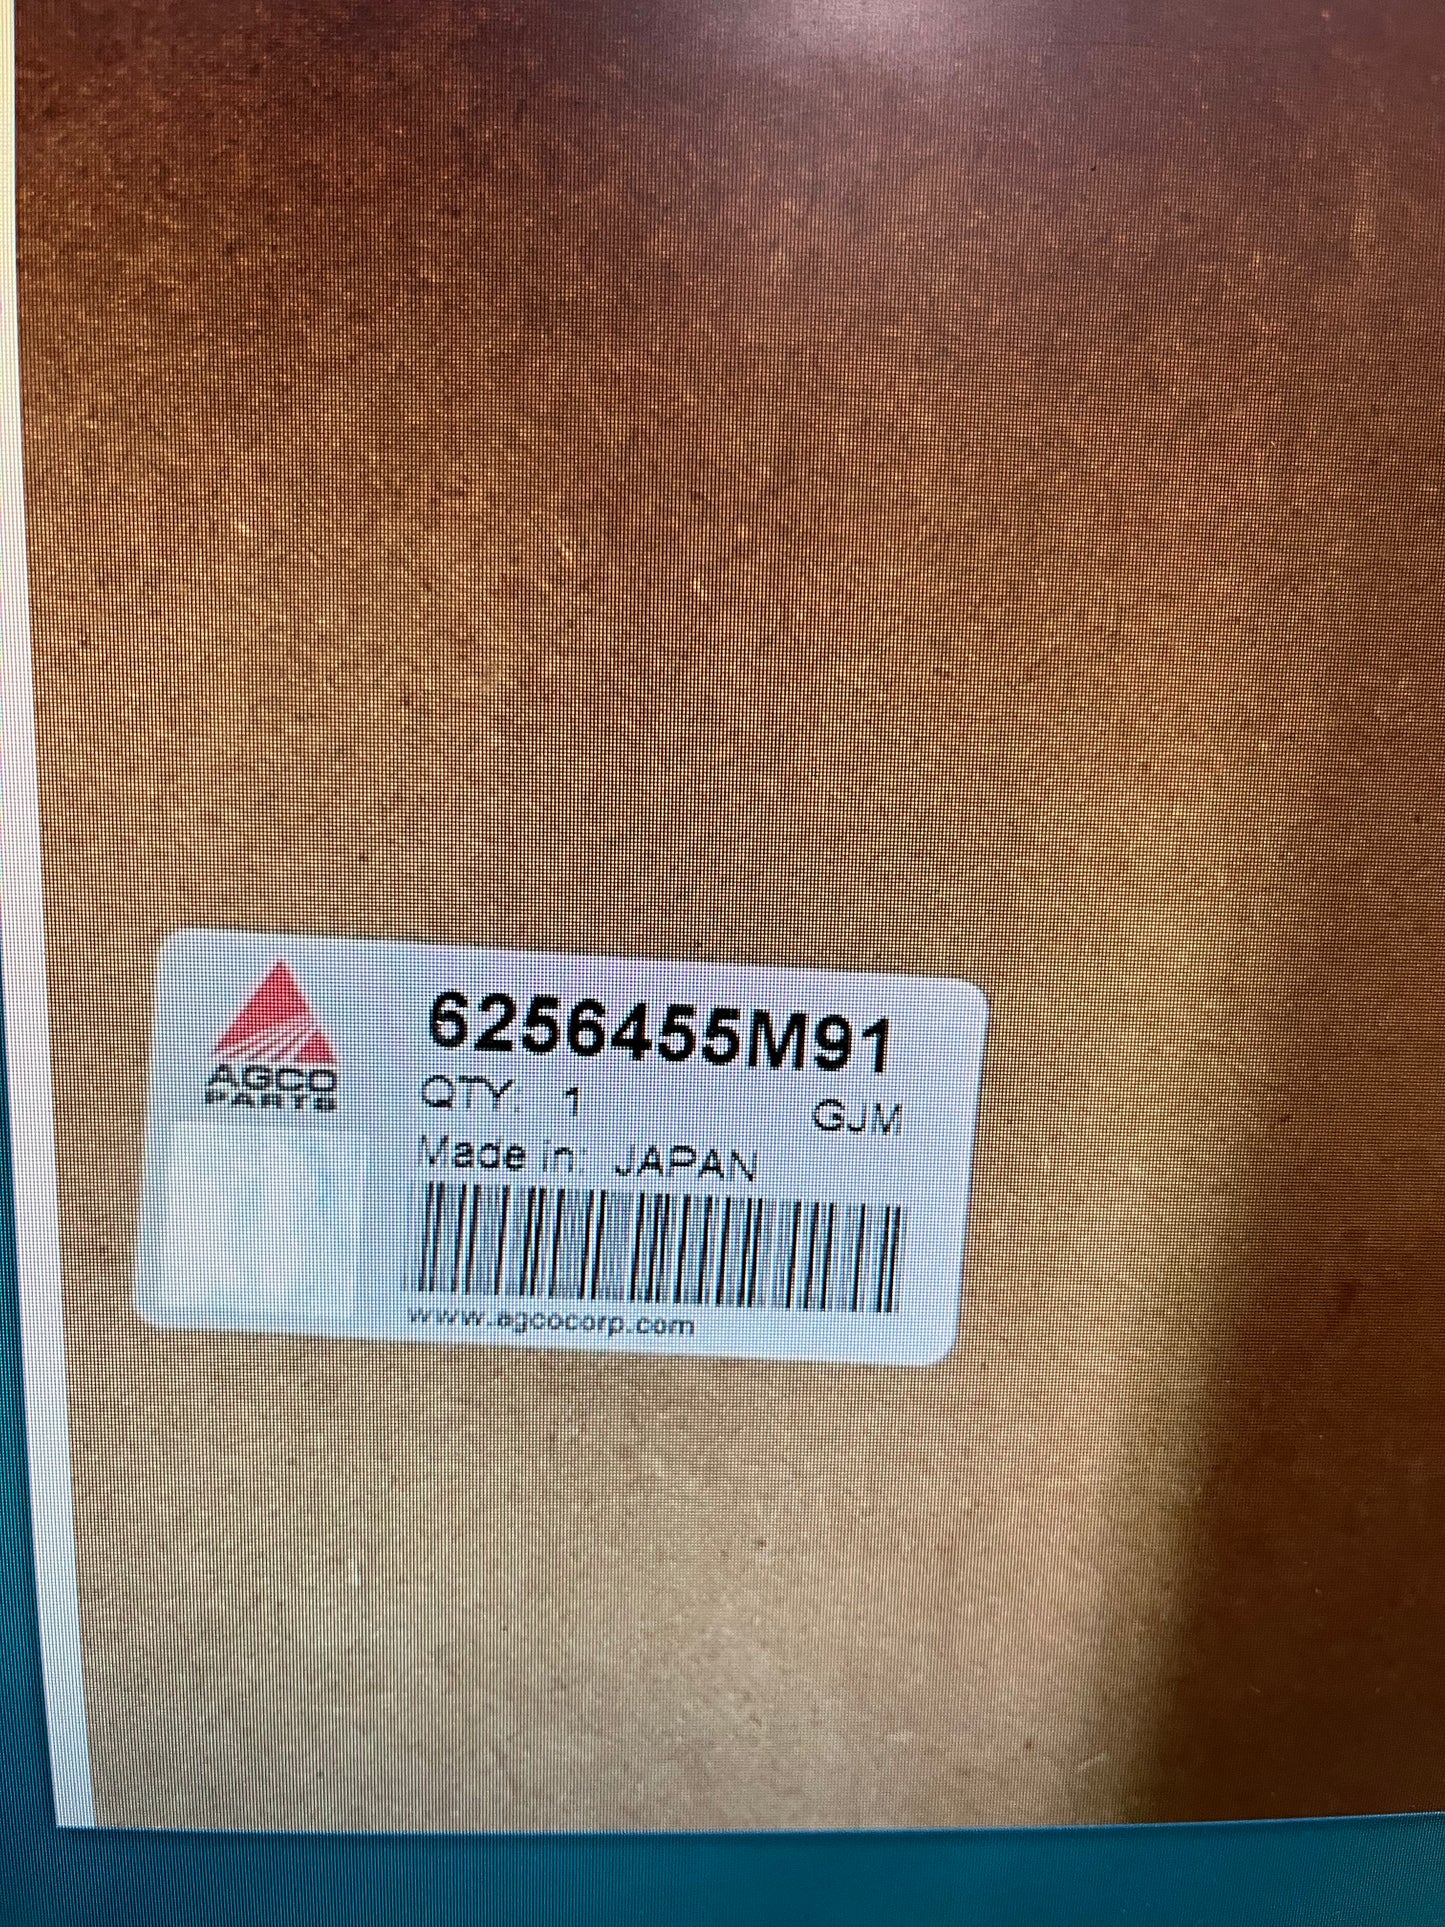 AGCO
PARTS
6256455M91
QTY: 1 GJM
Made in: JAPAN
www.agcocorp.com